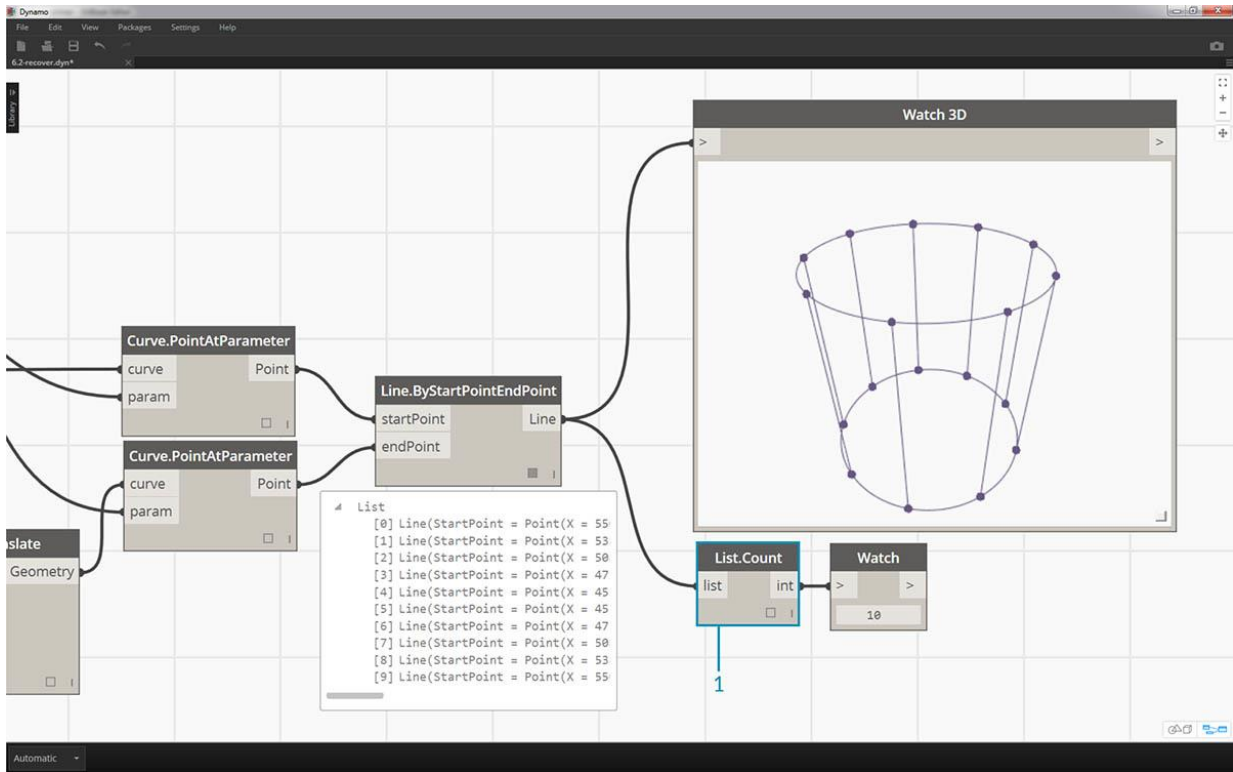 Dynamo
File Edit View Packages Settings Help
6.2-recover.dyn*
Library
Watch 3D
> >
Curve.PointAtParameter
curve Point
param
Line.ByStartPointEndPoint
startPoint Line
endPoint
Curve.PointAtParameter
curve Point
param
List
[0] Line(StartPoint = Point(X = 55
[1] Line(StartPoint = Point(X = 53
[2] Line(StartPoint = Point(X = 50
[3] Line(StartPoint = Point(X = 47
[4] Line(StartPoint = Point(X = 45
[5] Line(StartPoint = Point(X = 45
[6] Line(StartPoint = Point(X = 47
[7] Line(StartPoint = Point(X = 50
[8] Line(StartPoint = Point(X = 53
[9] Line(StartPoint = Point(X = 55
slate
Geometry
List.Count
list int
Watch
> >
10
1
Automatic